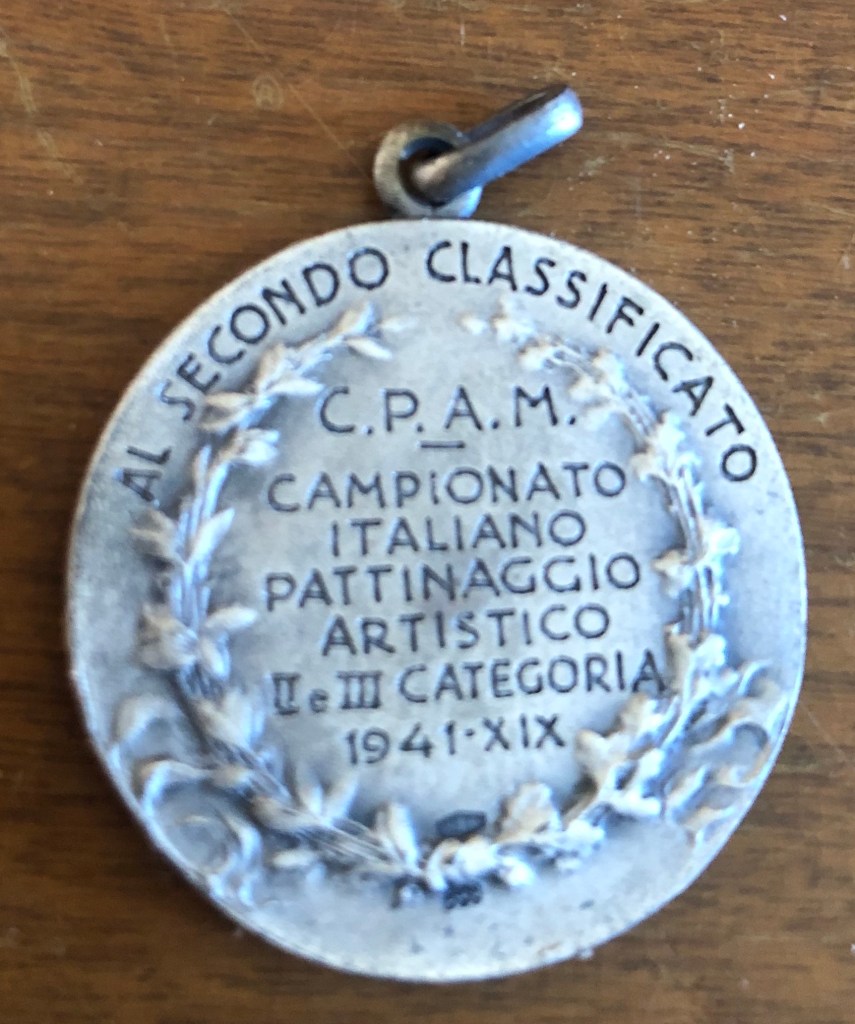 AL SECONDO CLASSIFICATO
C.P.A.M.
CAMPIONATO
ITALIANO
PATTINAGGIO
ARTISTICO
II e III CATEGORIA
1941-XIX